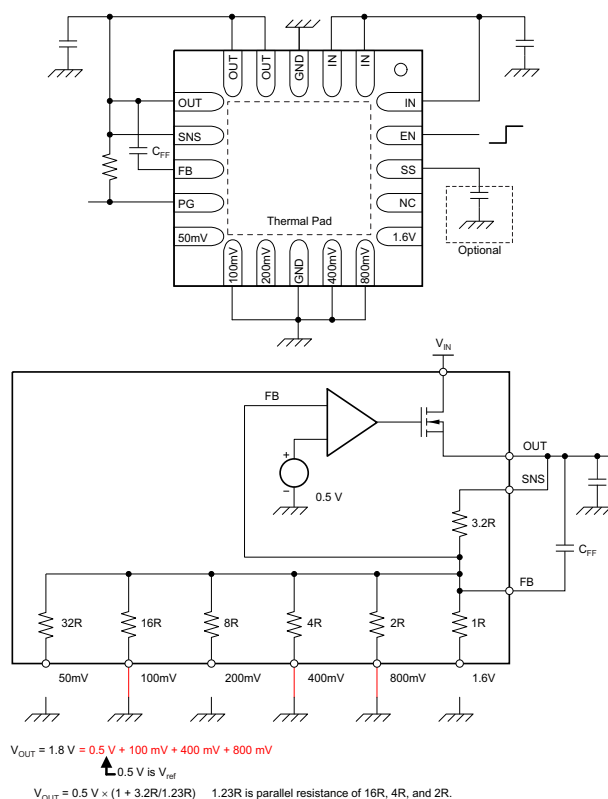 OUT
OUT
GND
IN
IN
OUT
IN
SNS
EN
C_FF
FB
SS
PG
NC
Thermal Pad
50mV
1.6V
Optional
100mV
200mV
GND
400mV
800mV
V_IN
FB
OUT
+
−
0.5 V
SNS
3.2R
C_FF
FB
32R
16R
8R
4R
2R
1R
50mV
100mV
200mV
400mV
800mV
1.6V
V_OUT = 1.8 V = 0.5 V + 100 mV + 400 mV + 800 mV
0.5 V is V_ref
V_OUT = 0.5 V × (1 + 3.2R/1.23R) 1.23R is parallel resistance of 16R, 4R, and 2R.